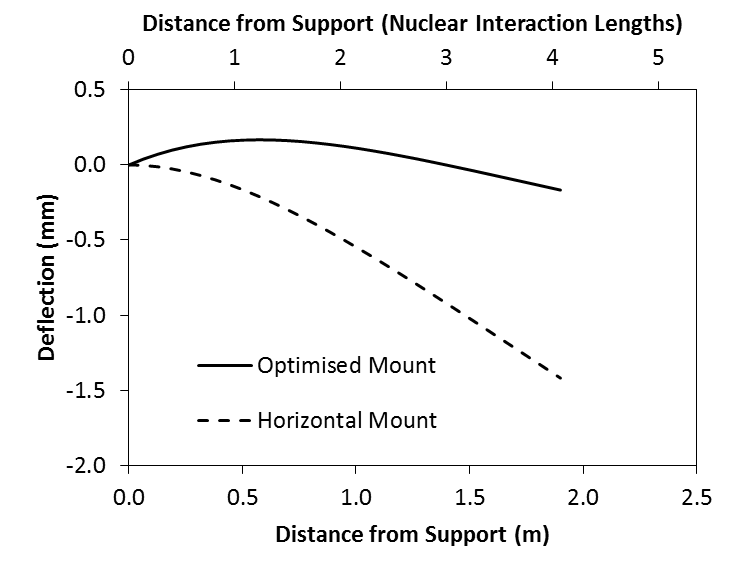 Distance from Support (Nuclear Interaction Lengths)
0 1 2 3 4 5
0.5
0.0
-0.5
-1.0
-1.5
-2.0
Deflection (mm)
Optimised Mount
Horizontal Mount
0.0 0.5 1.0 1.5 2.0 2.5
Distance from Support (m)